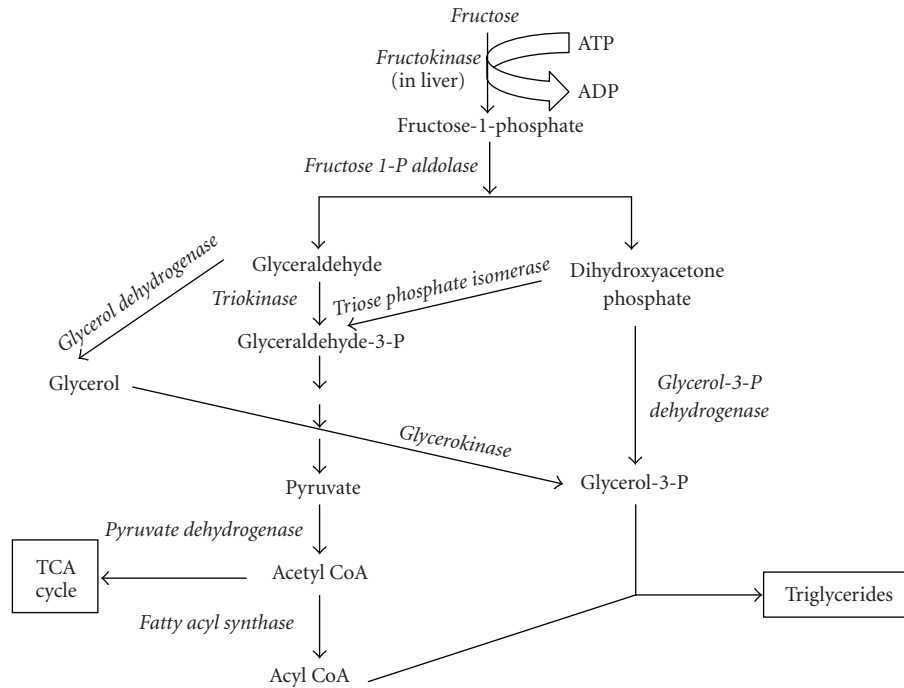 Fructose
Fructokinase
(in liver)
ATP
ADP
Fructose-1-phosphate
Fructose 1-P aldolase
Glycerol dehydrogenase
Glyceraldehyde
Triokinase
Triose phosphate isomerase
Dihydroxyacetone
phosphate
Glyceraldehyde-3-P
Glycerol
Glycerol-3-P
dehydrogenase
Glycerokinase
Pyruvate
Glycerol-3-P
Pyruvate dehydrogenase
TCA
cycle
Acetyl CoA
Triglycerides
Fatty acyl synthase
Acyl CoA